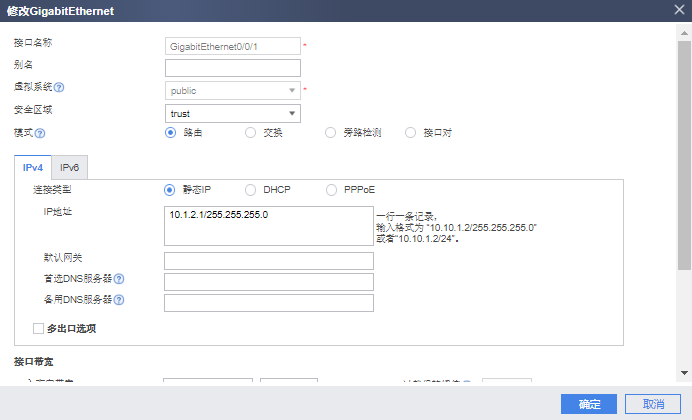 修改GigabitEthernet
接口名称 GigabitEthernet0/0/1 *
别名
虚拟系统 public *
安全区域 trust
模式 路由 交换 旁路检测 接口对
IPv4 IPv6
连接类型 静态IP DHCP PPPoE
IP地址 10.1.2.1/255.255.255.0 一行一条记录，
输入格式为 "10.10.1.2/255.255.255.0"
或者"10.10.1.2/24"。
默认网关
首选DNS服务器
备用DNS服务器
多出口选项
接口带宽
确定 取消